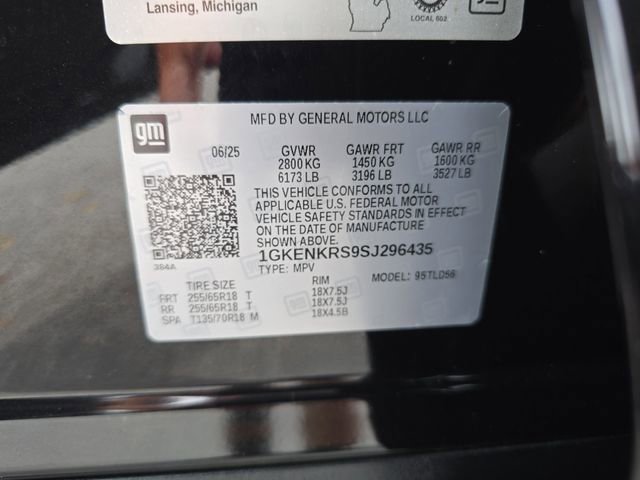 Lansing, Michigan
LOCAL 602
gm
MFD BY GENERAL MOTORS LLC
06/25 GVWR GAWR FRT GAWR RR
2800 KG 1450 KG 1600 KG
6173 LB 3196 LB 3527 LB
THIS VEHICLE CONFORMS TO ALL
APPLICABLE U.S. FEDERAL MOTOR
VEHICLE SAFETY STANDARDS IN EFFECT
ON THE DATE OF MANUFACTURE
SHOWN ABOVE.
1GKENKRS9SJ296435
384A
TYPE: MPV MODEL:
TIRE SIZE RIM
FRT 255/65R18 T 18X7.5J
RR 255/65R18 T 18X7.5J
SPA T135/70R18 M 18X4.5B